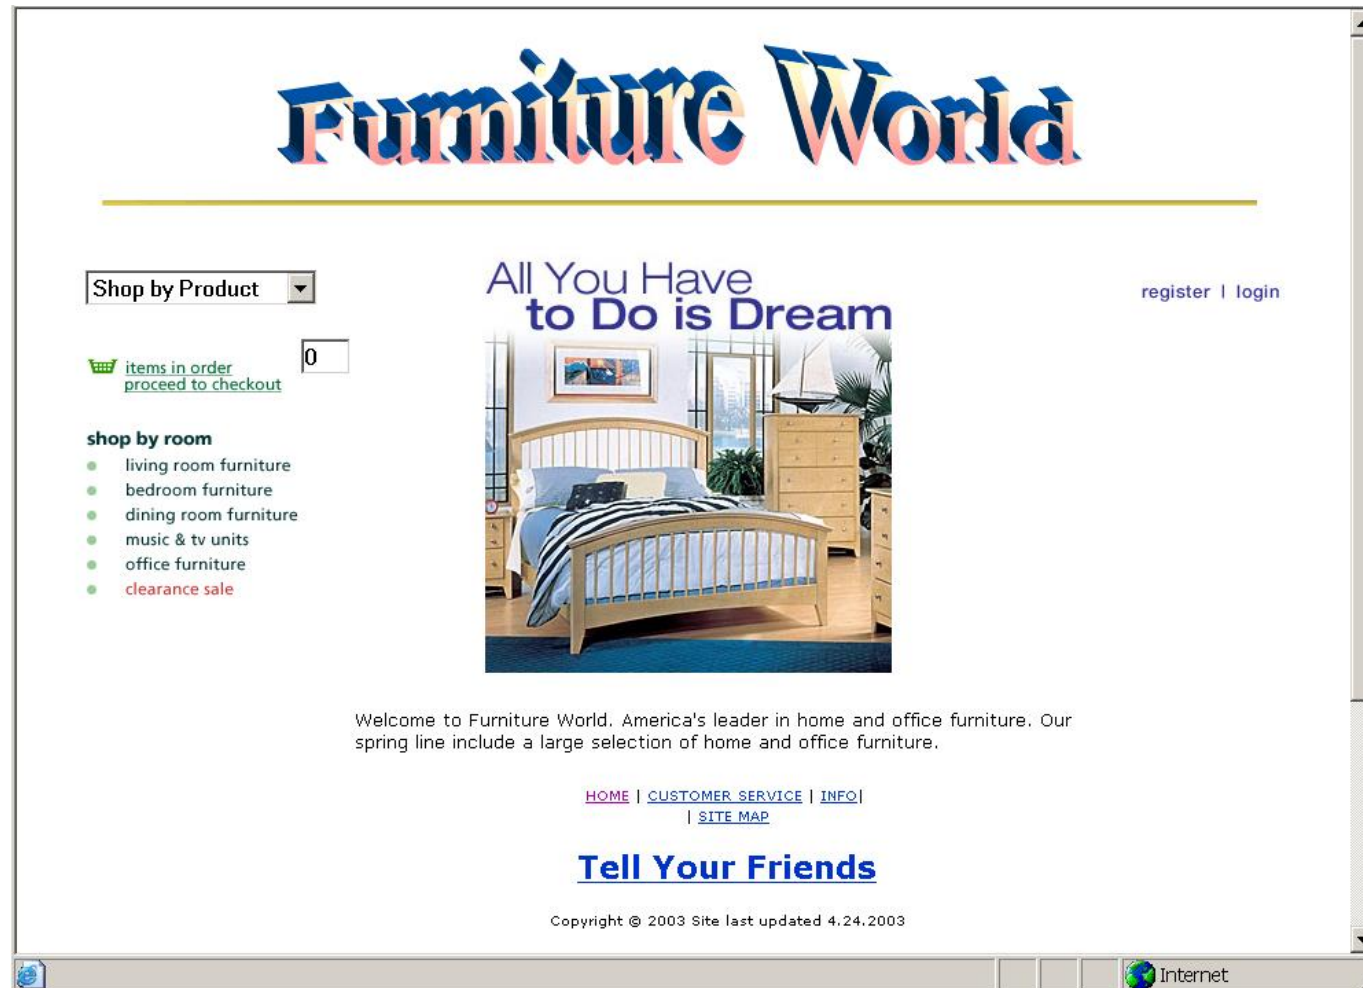 Furniture World
Shop by Product
register | login
All You Have
to Do is Dream
0
items in order
proceed to checkout
shop by room
living room furniture
bedroom furniture
dining room furniture
music & tv units
office furniture
clearance sale
Welcome to Furniture World. America's leader in home and office furniture. Our
spring line include a large selection of home and office furniture.
HOME | CUSTOMER SERVICE | INFO|
| SITE MAP
Tell Your Friends
Copyright © 2003 Site last updated 4.24.2003
Internet